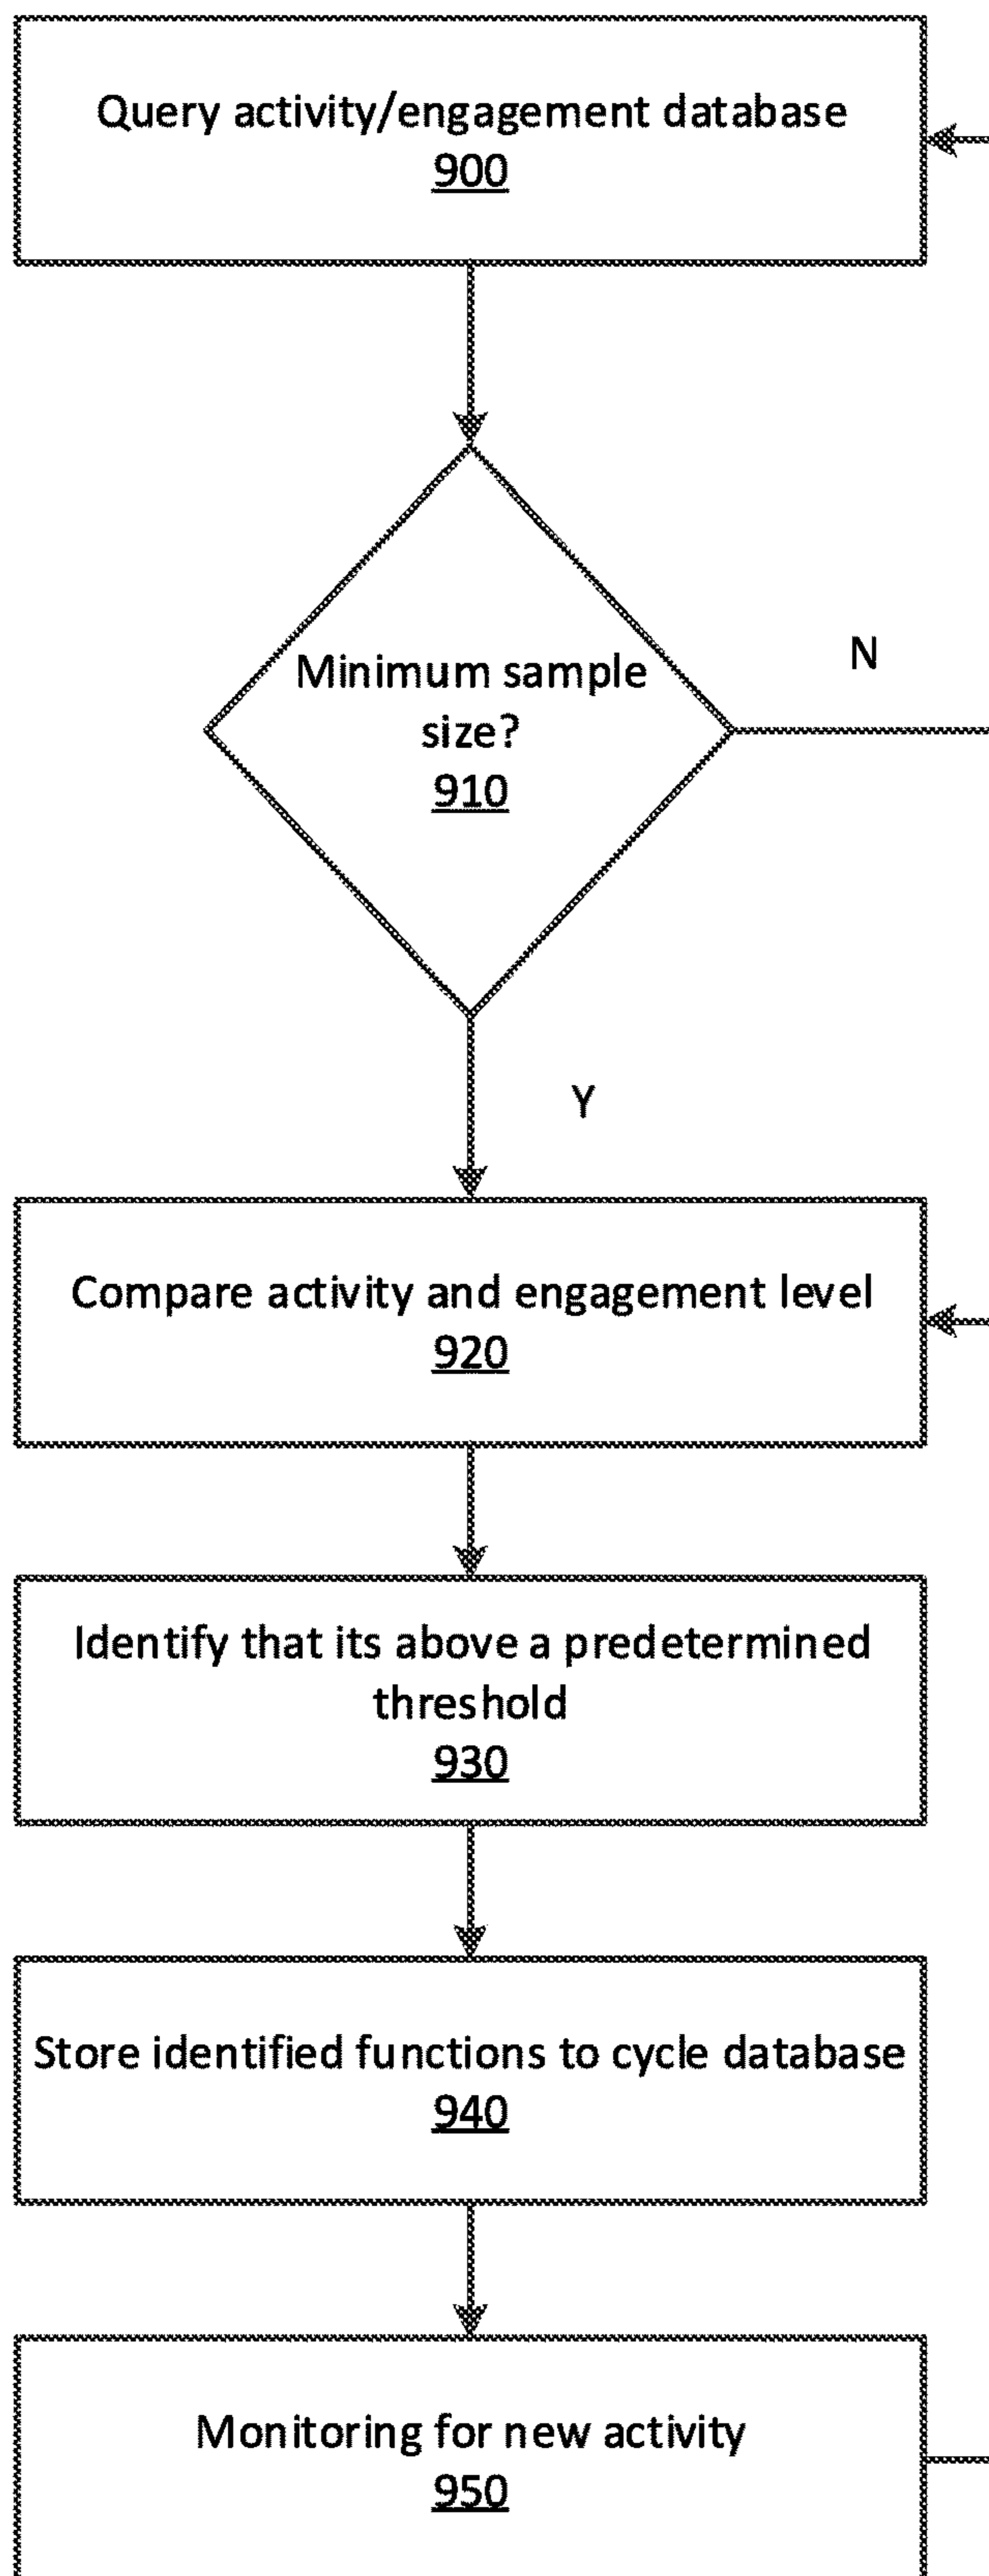 Query activity/engagement database
900
Minimum sample
size?
910
N
Y
Compare activity and engagement level
920
Identify that its above a predetermined
threshold
930
Store identified functions to cycle database
940
Monitoring for new activity
950